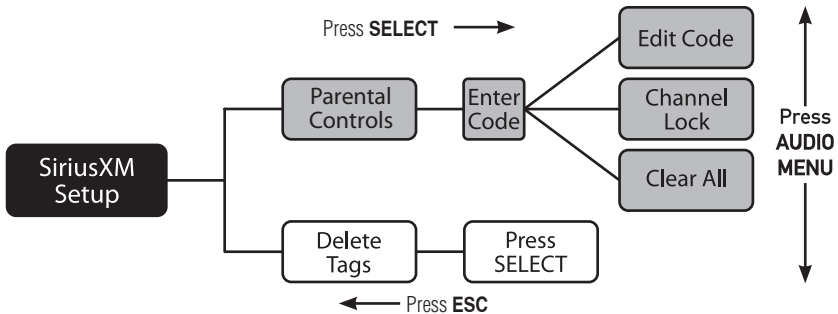 Press SELECT
Edit Code
Parental
Controls
Enter
Code
Channel
Lock
Press
AUDIO
MENU
SiriusXM
Setup
Clear All
Delete
Tags
Press
SELECT
Press ESC